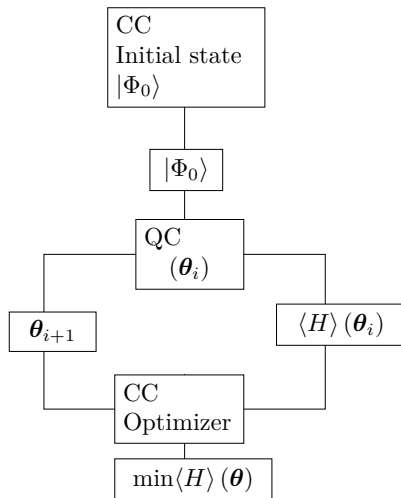 CC
Initial state
|Φ₀⟩
|Φ₀⟩
QC
(𝜽ᵢ)
𝜽ᵢ₊₁
⟨H⟩ (𝜽ᵢ)
CC
Optimizer
min⟨H⟩ (𝜽)